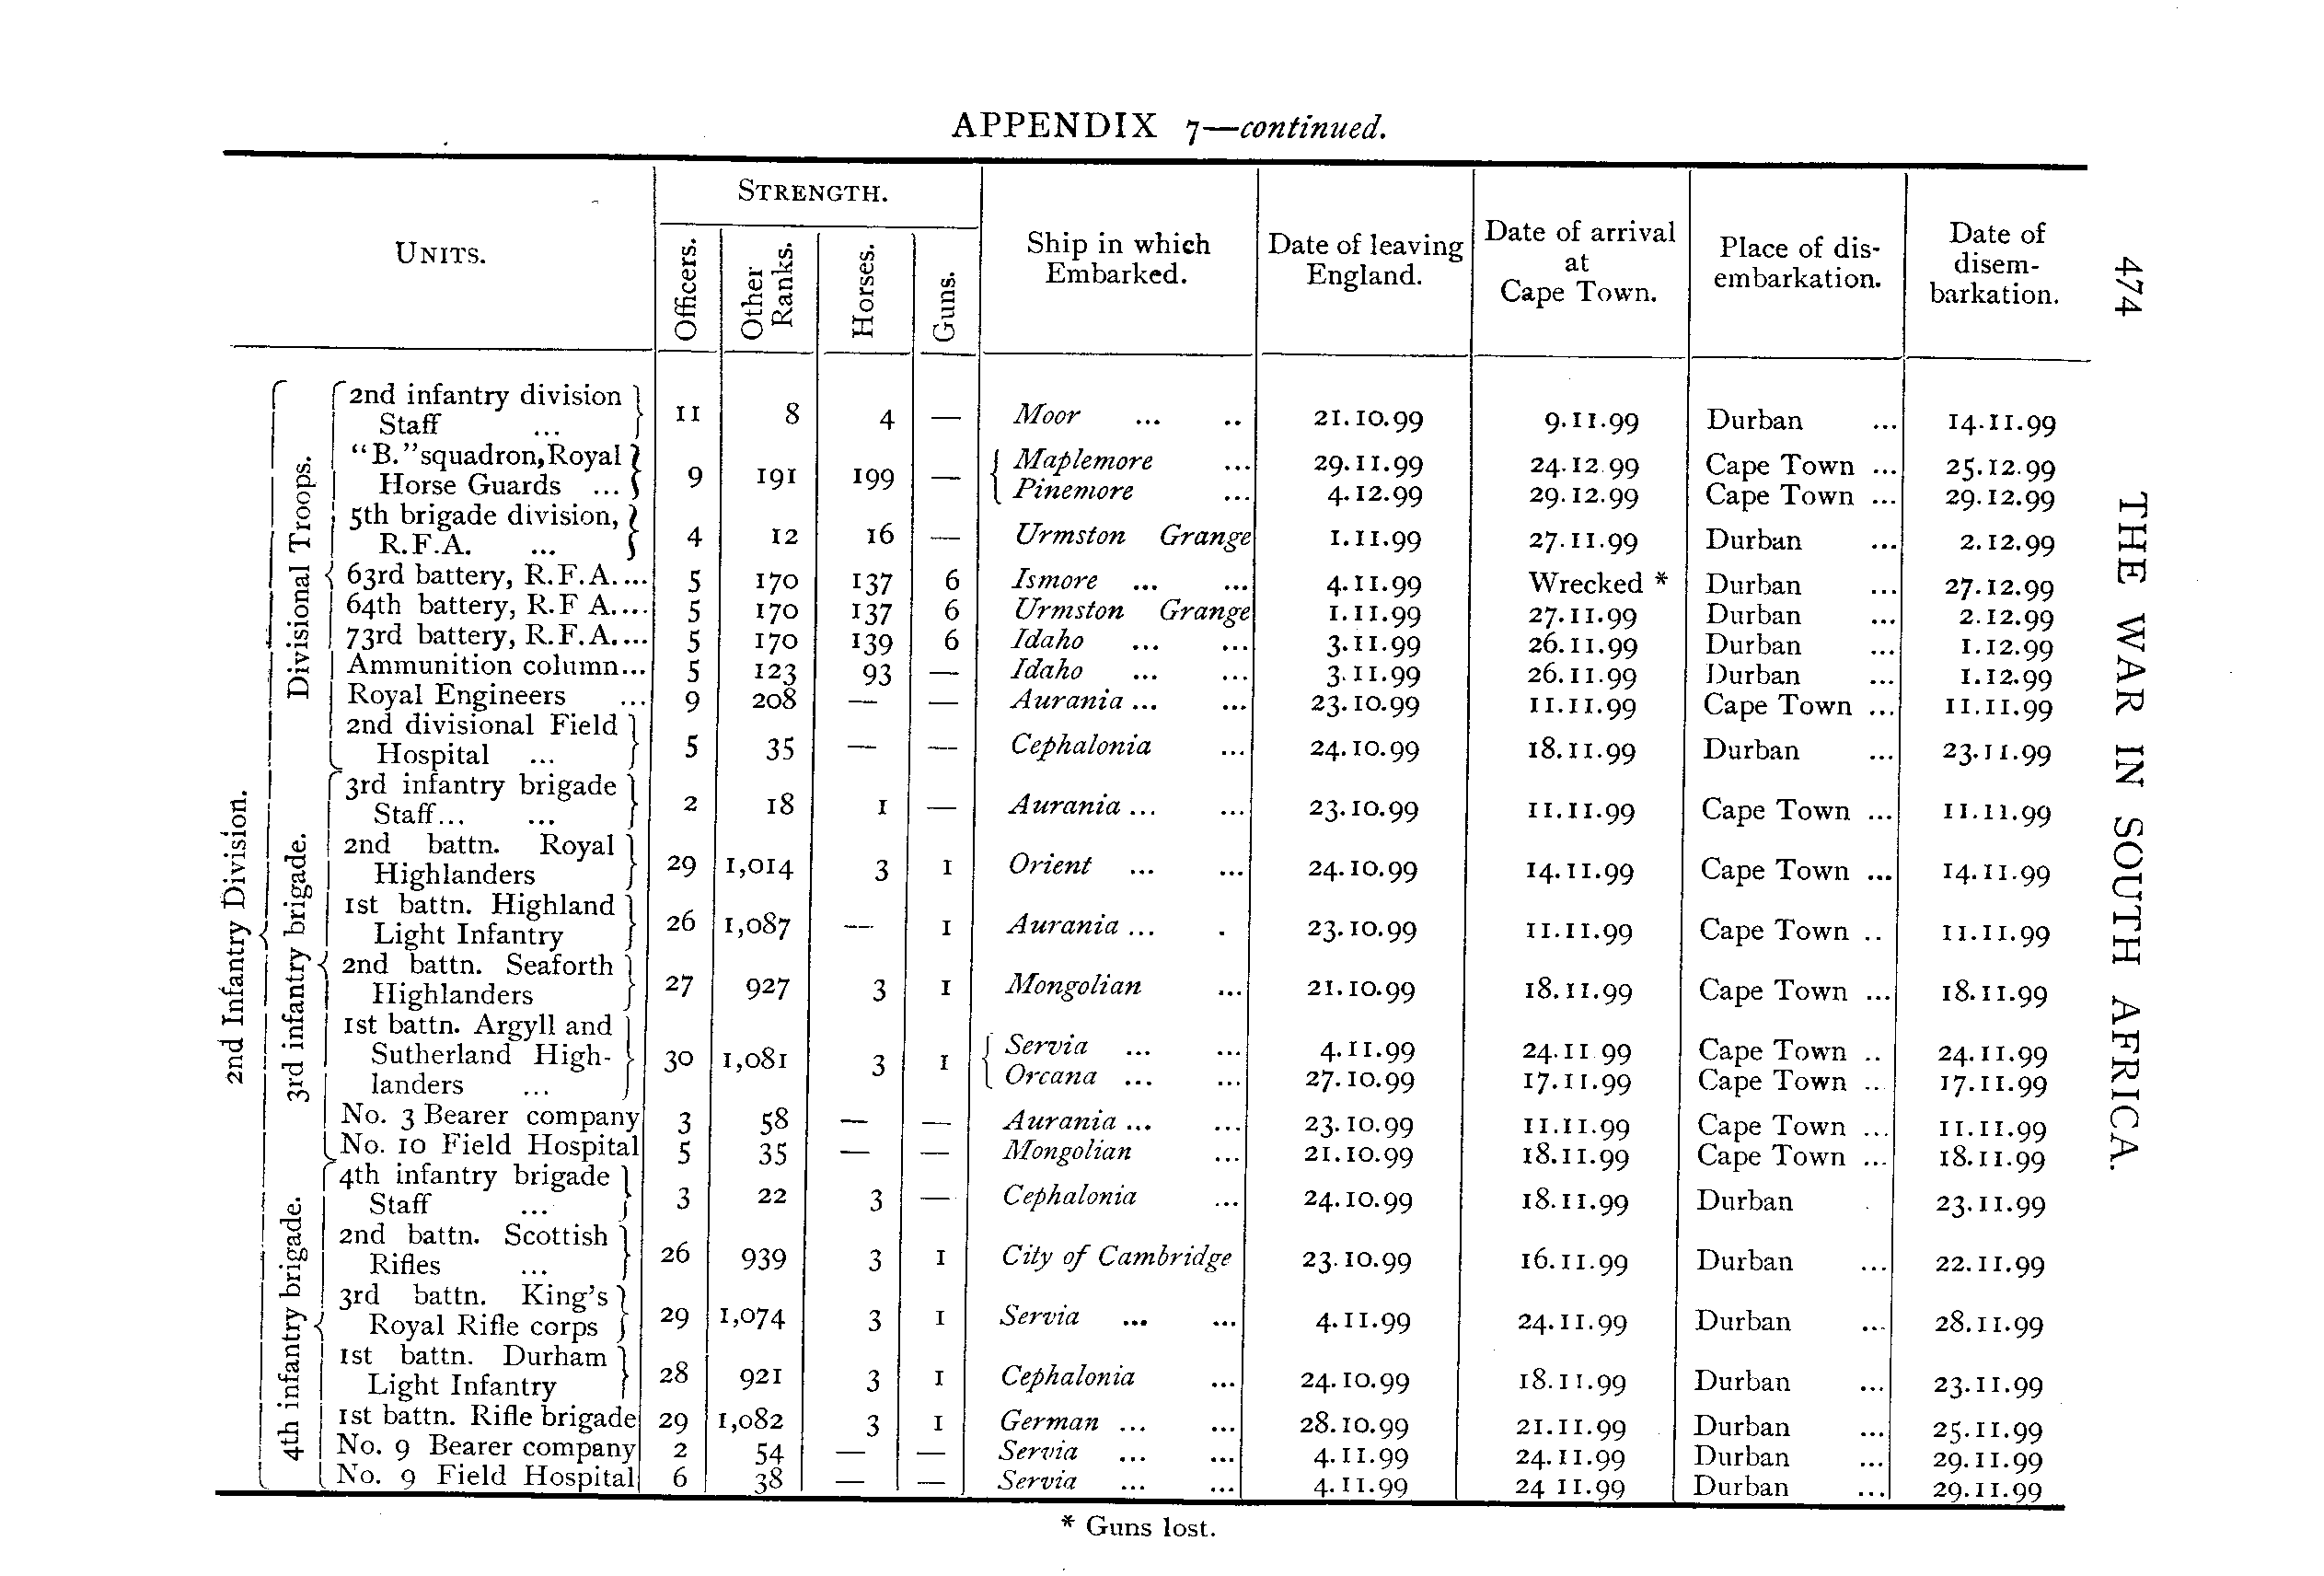 APPENDIX 7—continued.
UNITS.
STRENGTH.
Officers.
Other Ranks.
Horses.
Guns.
Ship in which Embarked.
Date of leaving England.
Date of arrival at Cape Town.
Place of disembarkation.
Date of disem-barkation.
474 THE WAR IN SOUTH AFRICA.
2nd Infantry Division.
Divisional Troops.
2nd infantry division
Staff ... 11 8 4 — Moor ... .. 21.10.99 9.11.99 Durban ... 14.11.99
"B." squadron, Royal
Horse Guards ... 9 191 199 — Maplemore ... 29.11.99 24.12.99 Cape Town ... 25.12.99
Pinemore ... 4.12.99 29.12.99 Cape Town ... 29.12.99
5th brigade division,
R.F.A. ... 4 12 16 — Urmston Grange 1.11.99 27.11.99 Durban ... 2.12.99
63rd battery, R.F.A.... 5 170 137 6 Ismore ... ... 4.11.99 Wrecked * Durban ... 27.12.99
64th battery, R.F A.... 5 170 137 6 Urmston Grange 1.11.99 27.11.99 Durban ... 2.12.99
73rd battery, R.F.A.... 5 170 139 6 Idaho ... ... 3.11.99 26.11.99 Durban ... 1.12.99
Ammunition column... 5 123 93 — Idaho ... ... 3.11.99 26.11.99 Durban ... 1.12.99
Royal Engineers ... 9 208 — — Aurania ... ... 23.10.99 11.11.99 Cape Town ... 11.11.99
2nd divisional Field
Hospital ... 5 35 — — Cephalonia ... 24.10.99 18.11.99 Durban ... 23.11.99
3rd infantry brigade.
3rd infantry brigade
Staff... ... 2 18 1 — Aurania ... ... 23.10.99 11.11.99 Cape Town ... 11.11.99
2nd battn. Royal
Highlanders 29 1,014 3 1 Orient ... ... 24.10.99 14.11.99 Cape Town ... 14.11.99
1st battn. Highland
Light Infantry 26 1,087 — 1 Aurania ... . 23.10.99 11.11.99 Cape Town .. 11.11.99
2nd battn. Seaforth
Highlanders 27 927 3 1 Mongolian ... 21.10.99 18.11.99 Cape Town ... 18.11.99
1st battn. Argyll and
Sutherland High-
landers ... 30 1,081 3 1 Servia ... ... 4.11.99 24.11 99 Cape Town .. 24.11.99
Orcana ... ... 27.10.99 17.11.99 Cape Town .. 17.11.99
No. 3 Bearer company 3 58 — — Aurania ... ... 23.10.99 11.11.99 Cape Town ... 11.11.99
No. 10 Field Hospital 5 35 — — Mongolian ... 21.10.99 18.11.99 Cape Town ... 18.11.99
4th infantry brigade.
4th infantry brigade
Staff ... 3 22 3 — Cephalonia ... 24.10.99 18.11.99 Durban 23.11.99
2nd battn. Scottish
Rifles ... 26 939 3 1 City of Cambridge 23.10.99 16.11.99 Durban ... 22.11.99
3rd battn. King's
Royal Rifle corps 29 1,074 3 1 Servia ... ... 4.11.99 24.11.99 Durban ... 28.11.99
1st battn. Durham
Light Infantry 28 921 3 1 Cephalonia ... 24.10.99 18.11.99 Durban ... 23.11.99
1st battn. Rifle brigade 29 1,082 3 1 German ... ... 28.10.99 21.11.99 Durban ... 25.11.99
No. 9 Bearer company 2 54 — — Servia ... ... 4.11.99 24.11.99 Durban ... 29.11.99
No. 9 Field Hospital 6 38 — — Servia ... ... 4.11.99 24 11.99 Durban ... 29.11.99
* Guns lost.